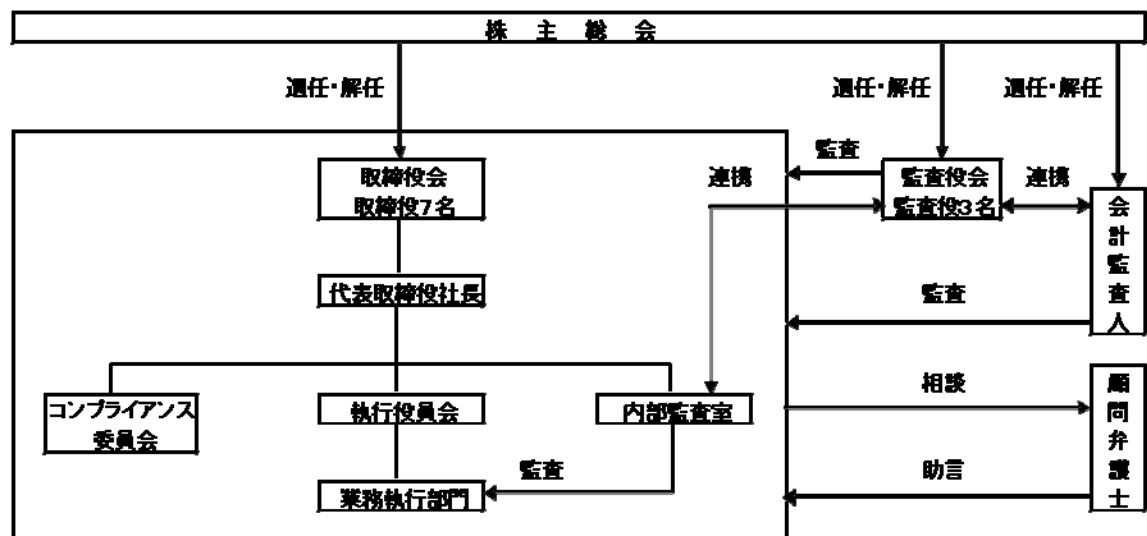 株主総会
選任・解任
選任・解任
選任・解任
取締役会
取締役7名
監査
連携
監査役会
監査役3名
連携
会計監査人
代表取締役社長
監査
コンプライアンス
委員会
執行役員会
内部監査室
相談
顧問弁護士
監査
業務執行部門
助言